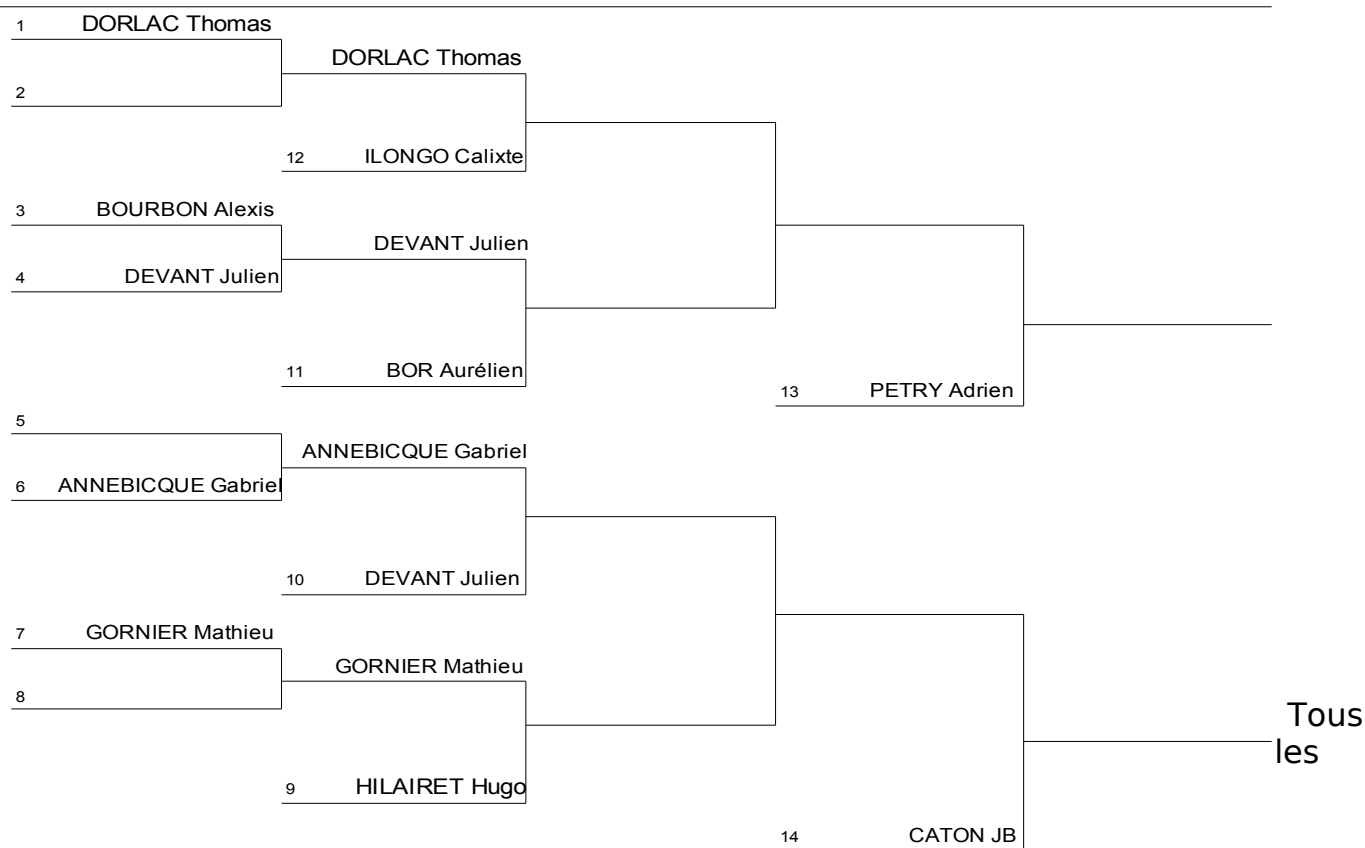 1 DORLAC Thomas
DORLAC Thomas
2
12 ILONGO Calixte
3 BOURBON Alexis
DEVANT Julien
4 DEVANT Julien
11 BOR Aurélien
13 PETRY Adrien
5
ANNEBICQUE Gabriel
6 ANNEBICQUE Gabriel
10 DEVANT Julien
7 GORNIER Mathieu
GORNIER Mathieu
8
Tous
les
9 HILAIRET Hugo
14 CATON JB